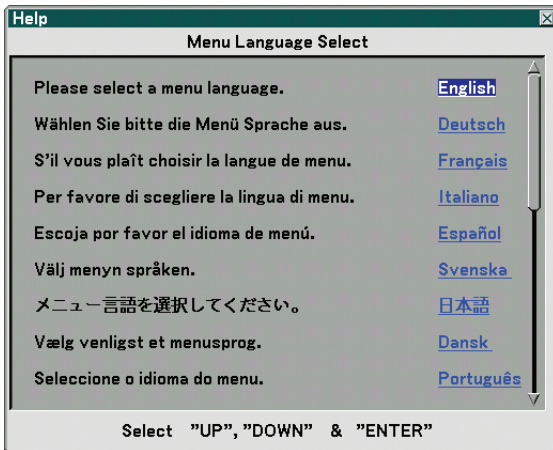 Help
Menu Language Select
Please select a menu language. English
Wählen Sie bitte die Menü Sprache aus. Deutsch
S'il vous plaît choisir la langue de menu. Français
Per favore di scegliere la lingua di menu. Italiano
Escoja por favor el idioma de menú. Español
Välj menyn språken. Svenska
メニュー言語を選択してください。 日本語
Vælg venligst et menusprog. Dansk
Seleccione o idioma do menu. Português
Select "UP", "DOWN" & "ENTER"